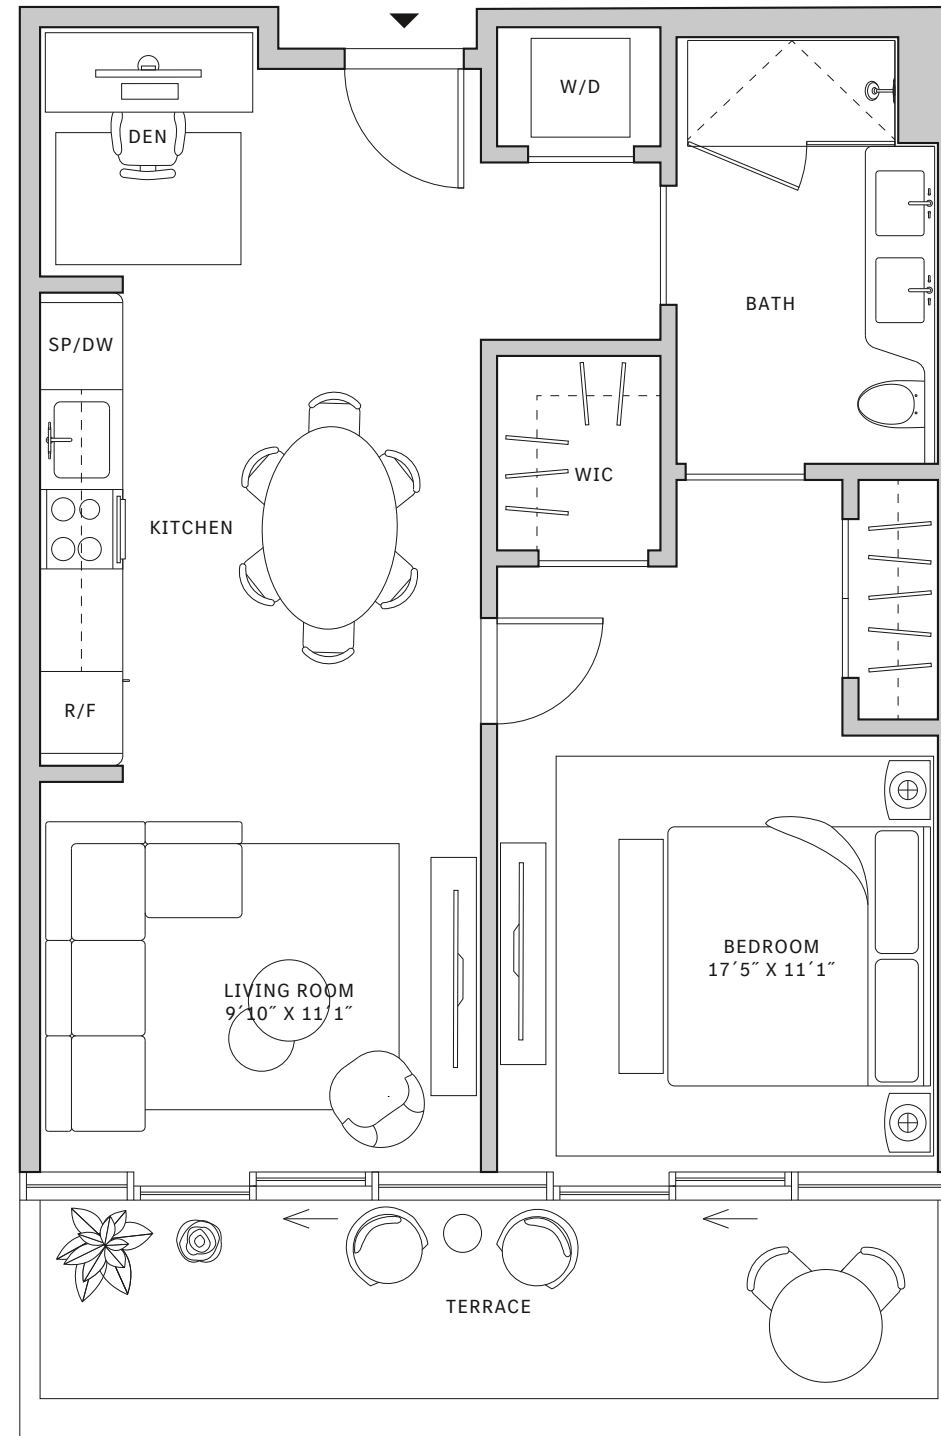 W/D
DEN
BATH
SP/DW
WIC
KITCHEN
R/F
BEDROOM
17´5˝ X 11´1˝
LIVING ROOM
9´10˝ X 11´1˝
TERRACE